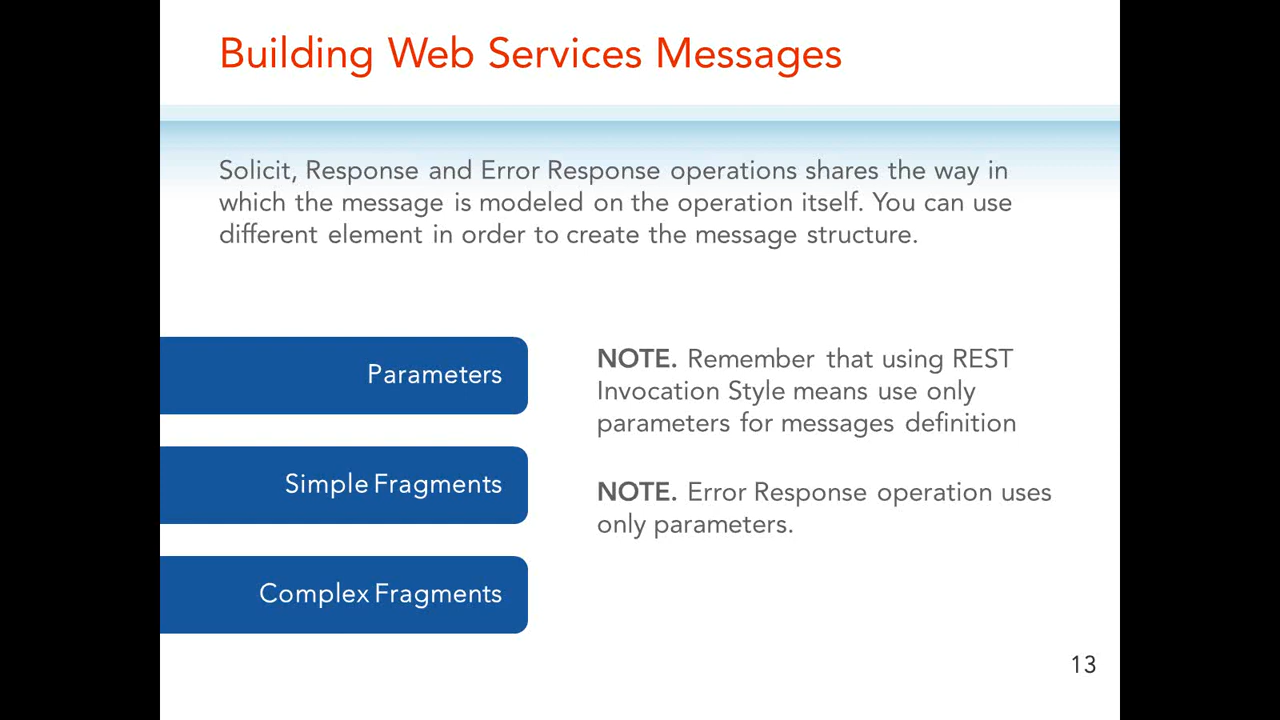 Building Web Services Messages
Solicit, Response and Error Response operations shares the way in
which the message is modeled on the operation itself. You can use
different element in order to create the message structure.
Parameters
Simple Fragments
Complex Fragments
NOTE. Remember that using REST
Invocation Style means use only
parameters for messages definition
NOTE. Error Response operation uses
only parameters.
13